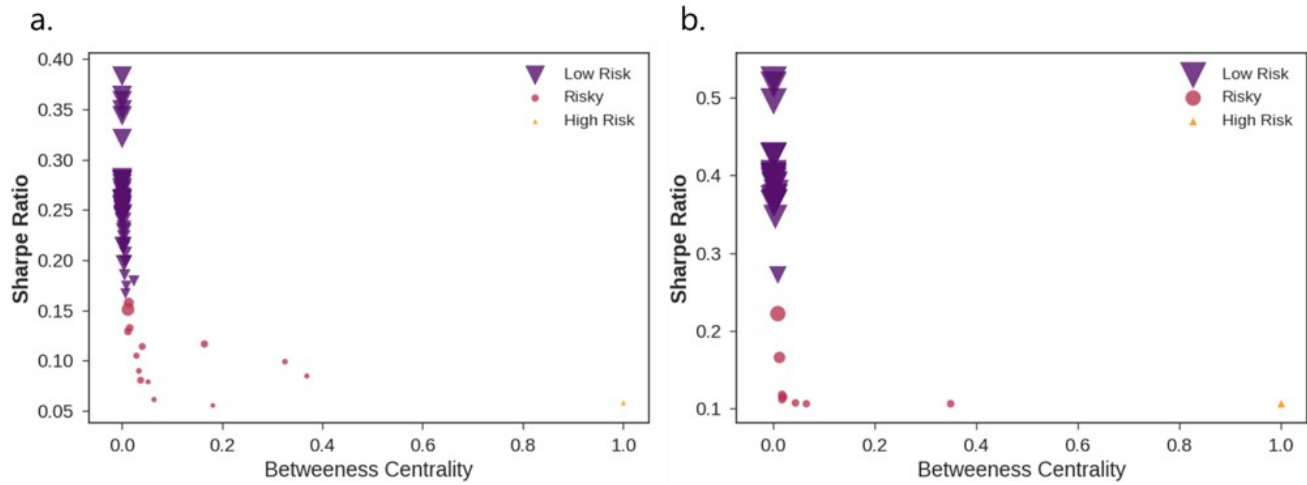 a.
0.40
0.35
0.30
0.25
0.20
0.15
0.10
0.05
Sharpe Ratio
Low Risk
Risky
High Risk
0.0 0.2 0.4 0.6 0.8 1.0
Betweeness Centrality
b.
0.5
0.4
0.3
0.2
0.1
Sharpe Ratio
Low Risk
Risky
High Risk
0.0 0.2 0.4 0.6 0.8 1.0
Betweeness Centrality